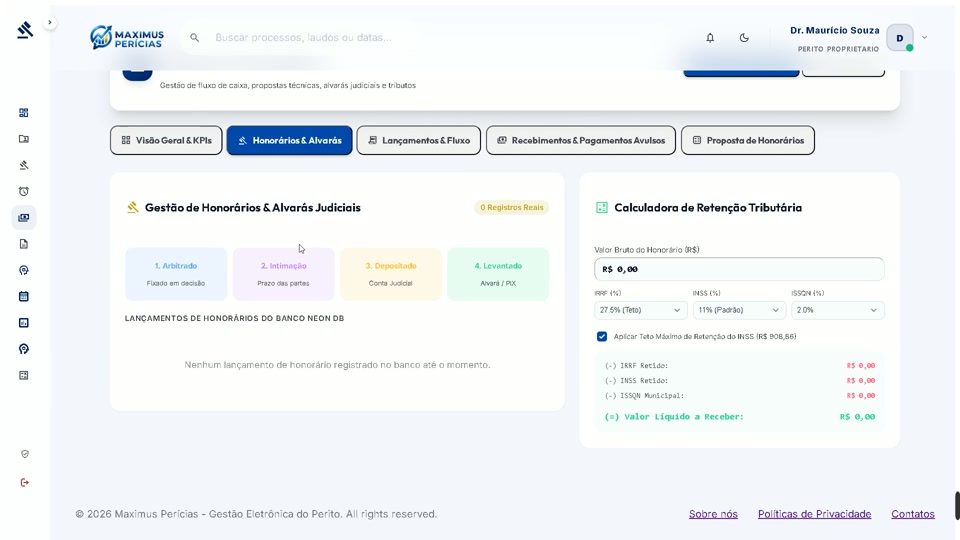 MAXIMUS
PERÍCIAS
Buscar processos, laudos ou datas...
Dr. Maurício Souza
PERITO PROPRIETARIO
D
Gestão de fluxo de caixa, propostas técnicas, alvarás judiciais e tributos
Visão Geral & KPIs
Honorários & Alvarás
Lançamentos & Fluxo
Recebimentos & Pagamentos Avulsos
Proposta de Honorários
Gestão de Honorários & Alvarás Judiciais
0 Registros Reais
1. Arbitrado
Fixado em decisão
2. Intimação
Prazo das partes
3. Depositado
Conta Judicial
4. Levantado
Alvará / PIX
LANÇAMENTOS DE HONORÁRIOS DO BANCO NEON DB
Nenhum lançamento de honorário registrado no banco até o momento.
Calculadora de Retenção Tributária
Valor Bruto do Honorário (R$)
R$ 0,00
IRRF (%)
INSS (%)
ISSQN (%)
27.5% (Teto)
11% (Padrão)
2.0%
Aplicar Teto Máximo de Retenção do INSS (R$ 908,86)
(-) IRRF Retido: R$ 0,00
(-) INSS Retido: R$ 0,00
(-) ISSQN Municipal: R$ 0,00
(=) Valor Líquido a Receber: R$ 0,00
© 2026 Maximus Perícias - Gestão Eletrônica do Perito. All rights reserved.
Sobre nós
Políticas de Privacidade
Contatos